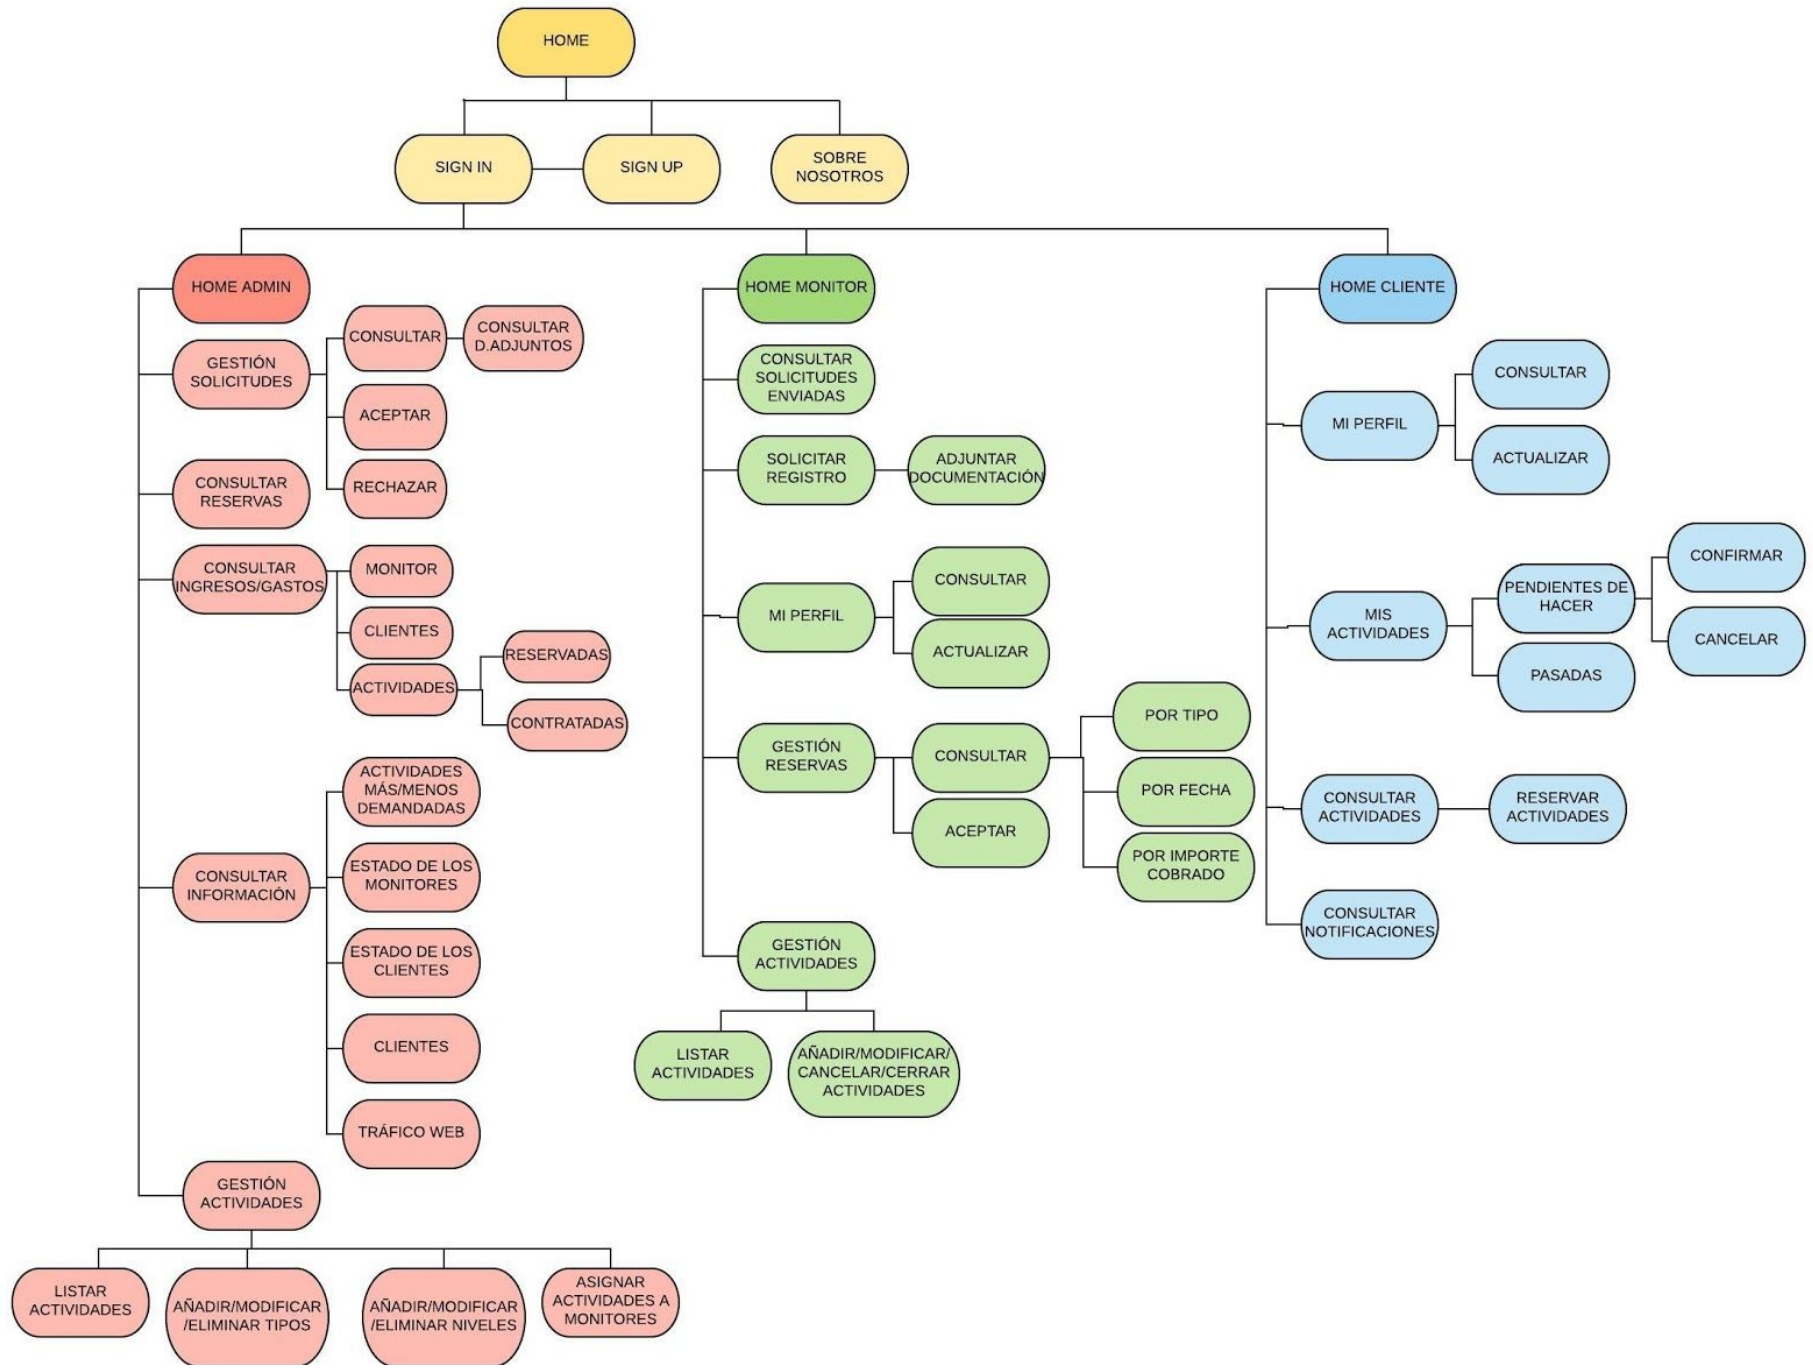 HOME
SIGN IN
SIGN UP
SOBRE
NOSOTROS
HOME ADMIN
GESTIÓN
SOLICITUDES
CONSULTAR
CONSULTAR
D.ADJUNTOS
ACEPTAR
RECHAZAR
CONSULTAR
RESERVAS
CONSULTAR
INGRESOS/GASTOS
MONITOR
CLIENTES
ACTIVIDADES
RESERVADAS
CONTRATADAS
CONSULTAR
INFORMACIÓN
ACTIVIDADES
MÁS/MENOS
DEMANDADAS
ESTADO DE LOS
MONITORES
ESTADO DE LOS
CLIENTES
CLIENTES
TRÁFICO WEB
GESTIÓN
ACTIVIDADES
LISTAR
ACTIVIDADES
AÑADIR/MODIFICAR
/ELIMINAR TIPOS
AÑADIR/MODIFICAR
/ELIMINAR NIVELES
ASIGNAR
ACTIVIDADES A
MONITORES
HOME MONITOR
CONSULTAR
SOLICITUDES
ENVIADAS
SOLICITAR
REGISTRO
ADJUNTAR
DOCUMENTACIÓN
MI PERFIL
CONSULTAR
ACTUALIZAR
GESTIÓN
RESERVAS
CONSULTAR
POR TIPO
POR FECHA
POR IMPORTE
COBRADO
ACEPTAR
GESTIÓN
ACTIVIDADES
LISTAR
ACTIVIDADES
AÑADIR/MODIFICAR/
CANCELAR/CERRAR
ACTIVIDADES
HOME CLIENTE
MI PERFIL
CONSULTAR
ACTUALIZAR
MIS
ACTIVIDADES
PENDIENTES DE
HACER
CONFIRMAR
CANCELAR
PASADAS
CONSULTAR
ACTIVIDADES
RESERVAR
ACTIVIDADES
CONSULTAR
NOTIFICACIONES